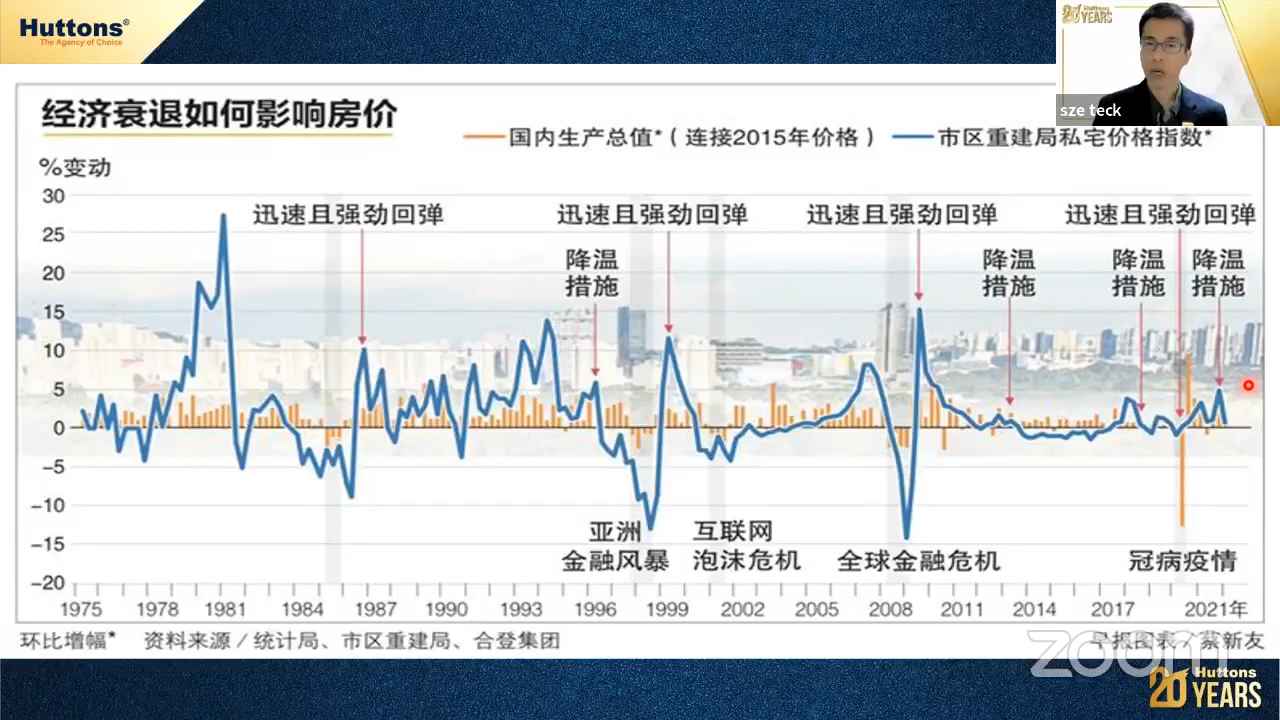 Huttons®
The Agency of Choice
20 Huttons
YEARS
sze teck
经济衰退如何影响房价
国内生产总值*（连接2015年价格） 市区重建局私宅价格指数*
%变动
30
25
20
15
10
5
0
-5
-10
-15
-20
迅速且强劲回弹 迅速且强劲回弹 迅速且强劲回弹 迅速且强劲回弹
降温 降温 降温 降温
措施 措施 措施 措施
亚洲 互联网
金融风暴 泡沫危机 全球金融危机 冠病疫情
1975 1978 1981 1984 1987 1990 1993 1996 1999 2002 2005 2008 2011 2014 2017 2021年
环比增幅* 资料来源／统计局、市区重建局、合登集团 早报图表／蔡新友
zoom
20 Huttons
YEARS